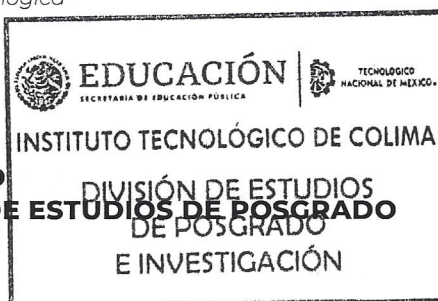 lógica
EDUCACIÓN
SECRETARÍA DE EDUCACIÓN PÚBLICA
TECNOLÓGICO
NACIONAL DE MÉXICO®
INSTITUTO TECNOLÓGICO DE COLIMA
DIVISIÓN DE ESTUDIOS
E ESTUDIOS DE POSGRADO
DE POSGRADO
E INVESTIGACIÓN